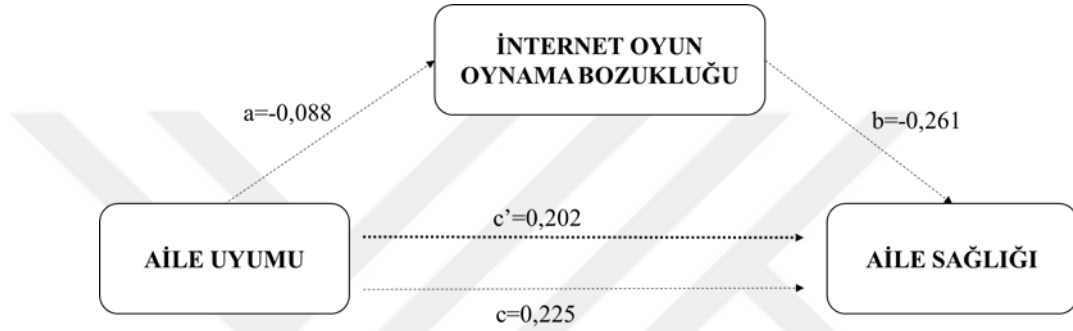 İNTERNET OYUN
OYNAMA BOZUKLUĞU
a=-0,088
b=-0,261
AİLE UYUMU
c’=0,202
AİLE SAĞLIĞI
c=0,225